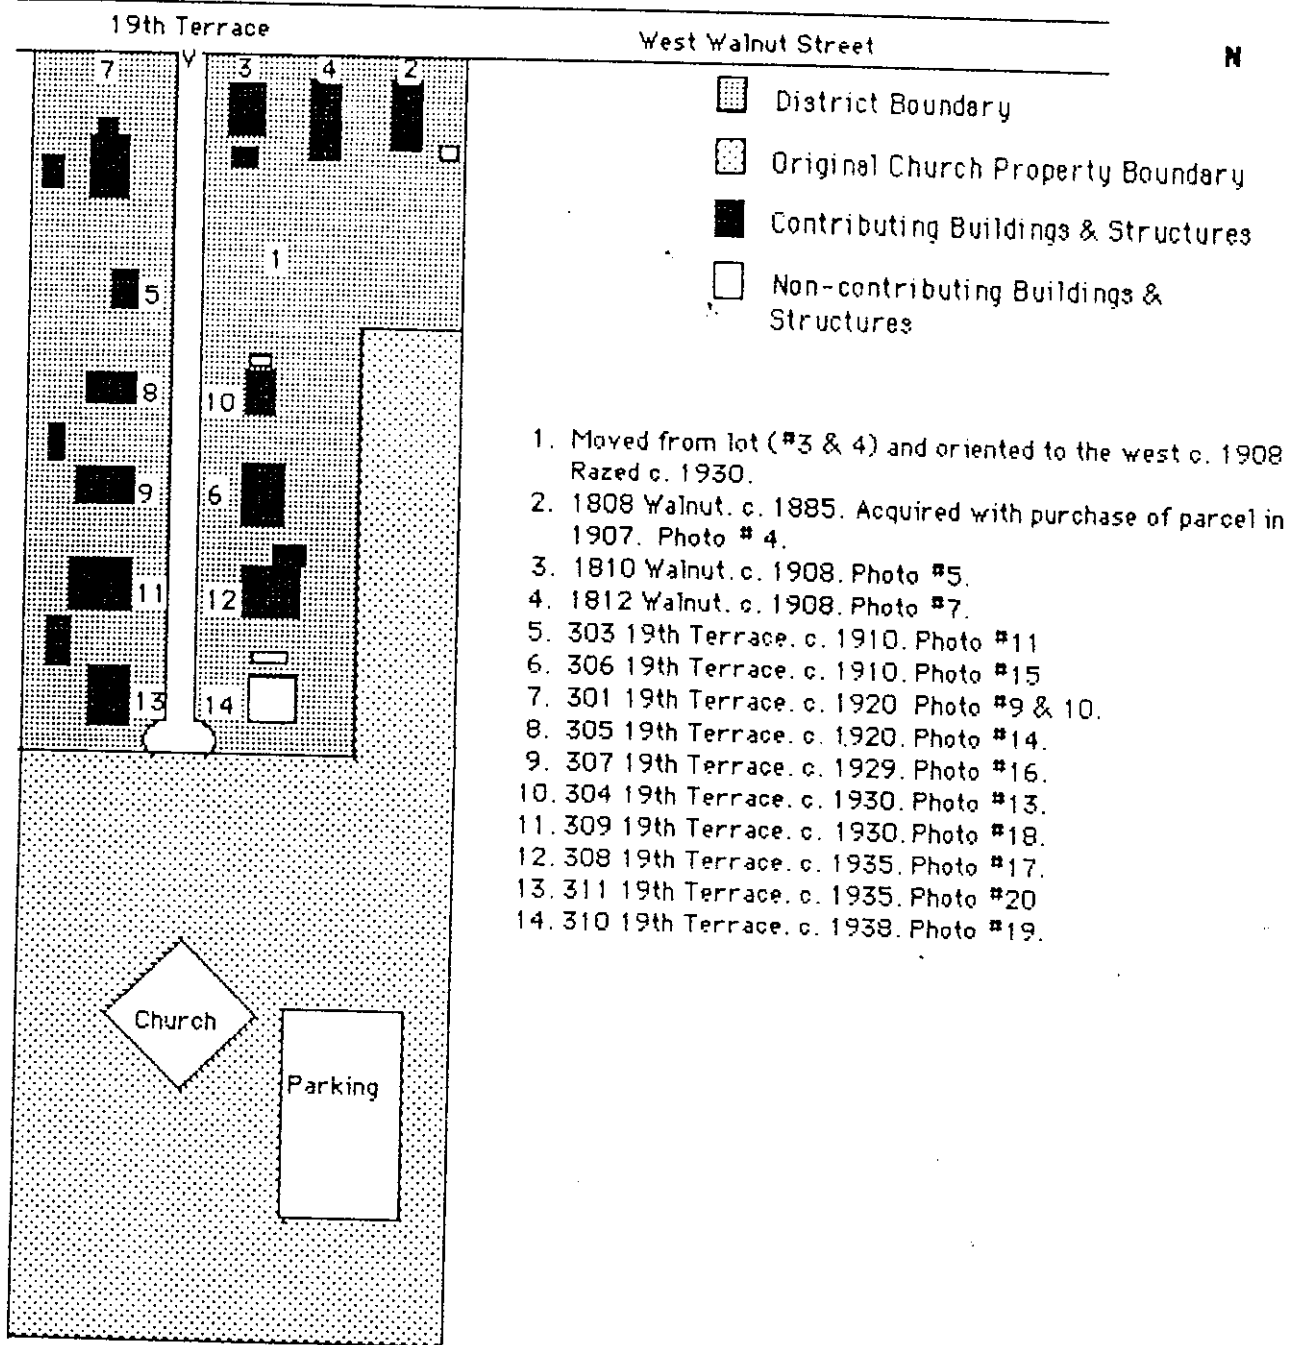 19th Terrace
West Walnut Street
N
7
3
4
2
District Boundary
Original Church Property Boundary
Contributing Buildings & Structures
Non-contributing Buildings &
Structures
1
5
8
10
9
6
11
12
13
14
1. Moved from lot (#3 & 4) and oriented to the west c. 1908
Razed c. 1930.
2. 1808 Walnut. c. 1885. Acquired with purchase of parcel in
1907. Photo # 4.
3. 1810 Walnut. c. 1908. Photo #5.
4. 1812 Walnut. c. 1908. Photo #7.
5. 303 19th Terrace. c. 1910. Photo #11
6. 306 19th Terrace. c. 1910. Photo #15
7. 301 19th Terrace. c. 1920 Photo #9 & 10.
8. 305 19th Terrace. c. 1920. Photo #14.
9. 307 19th Terrace. c. 1929. Photo #16.
10. 304 19th Terrace. c. 1930. Photo #13.
11. 309 19th Terrace. c. 1930. Photo #18.
12. 308 19th Terrace. c. 1935. Photo #17.
13. 311 19th Terrace. c. 1935. Photo #20
14. 310 19th Terrace. c. 1938. Photo #19.
Church
Parking